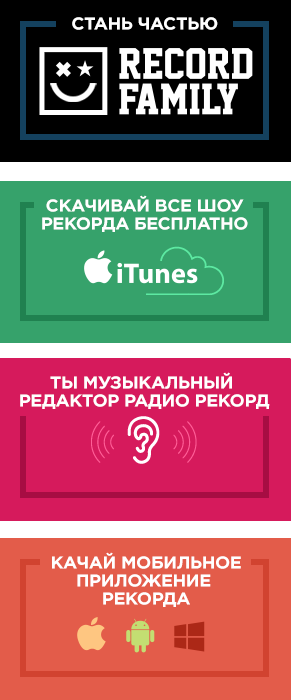 СТАНЬ ЧАСТЬЮ
RECORD
FAMILY
СКАЧИВАЙ ВСЕ ШОУ
РЕКОРДА БЕСПЛАТНО
iTunes
ТЫ МУЗЫКАЛЬНЫЙ
РЕДАКТОР РАДИО РЕКОРД
КАЧАЙ МОБИЛЬНОЕ
ПРИЛОЖЕНИЕ
РЕКОРДА